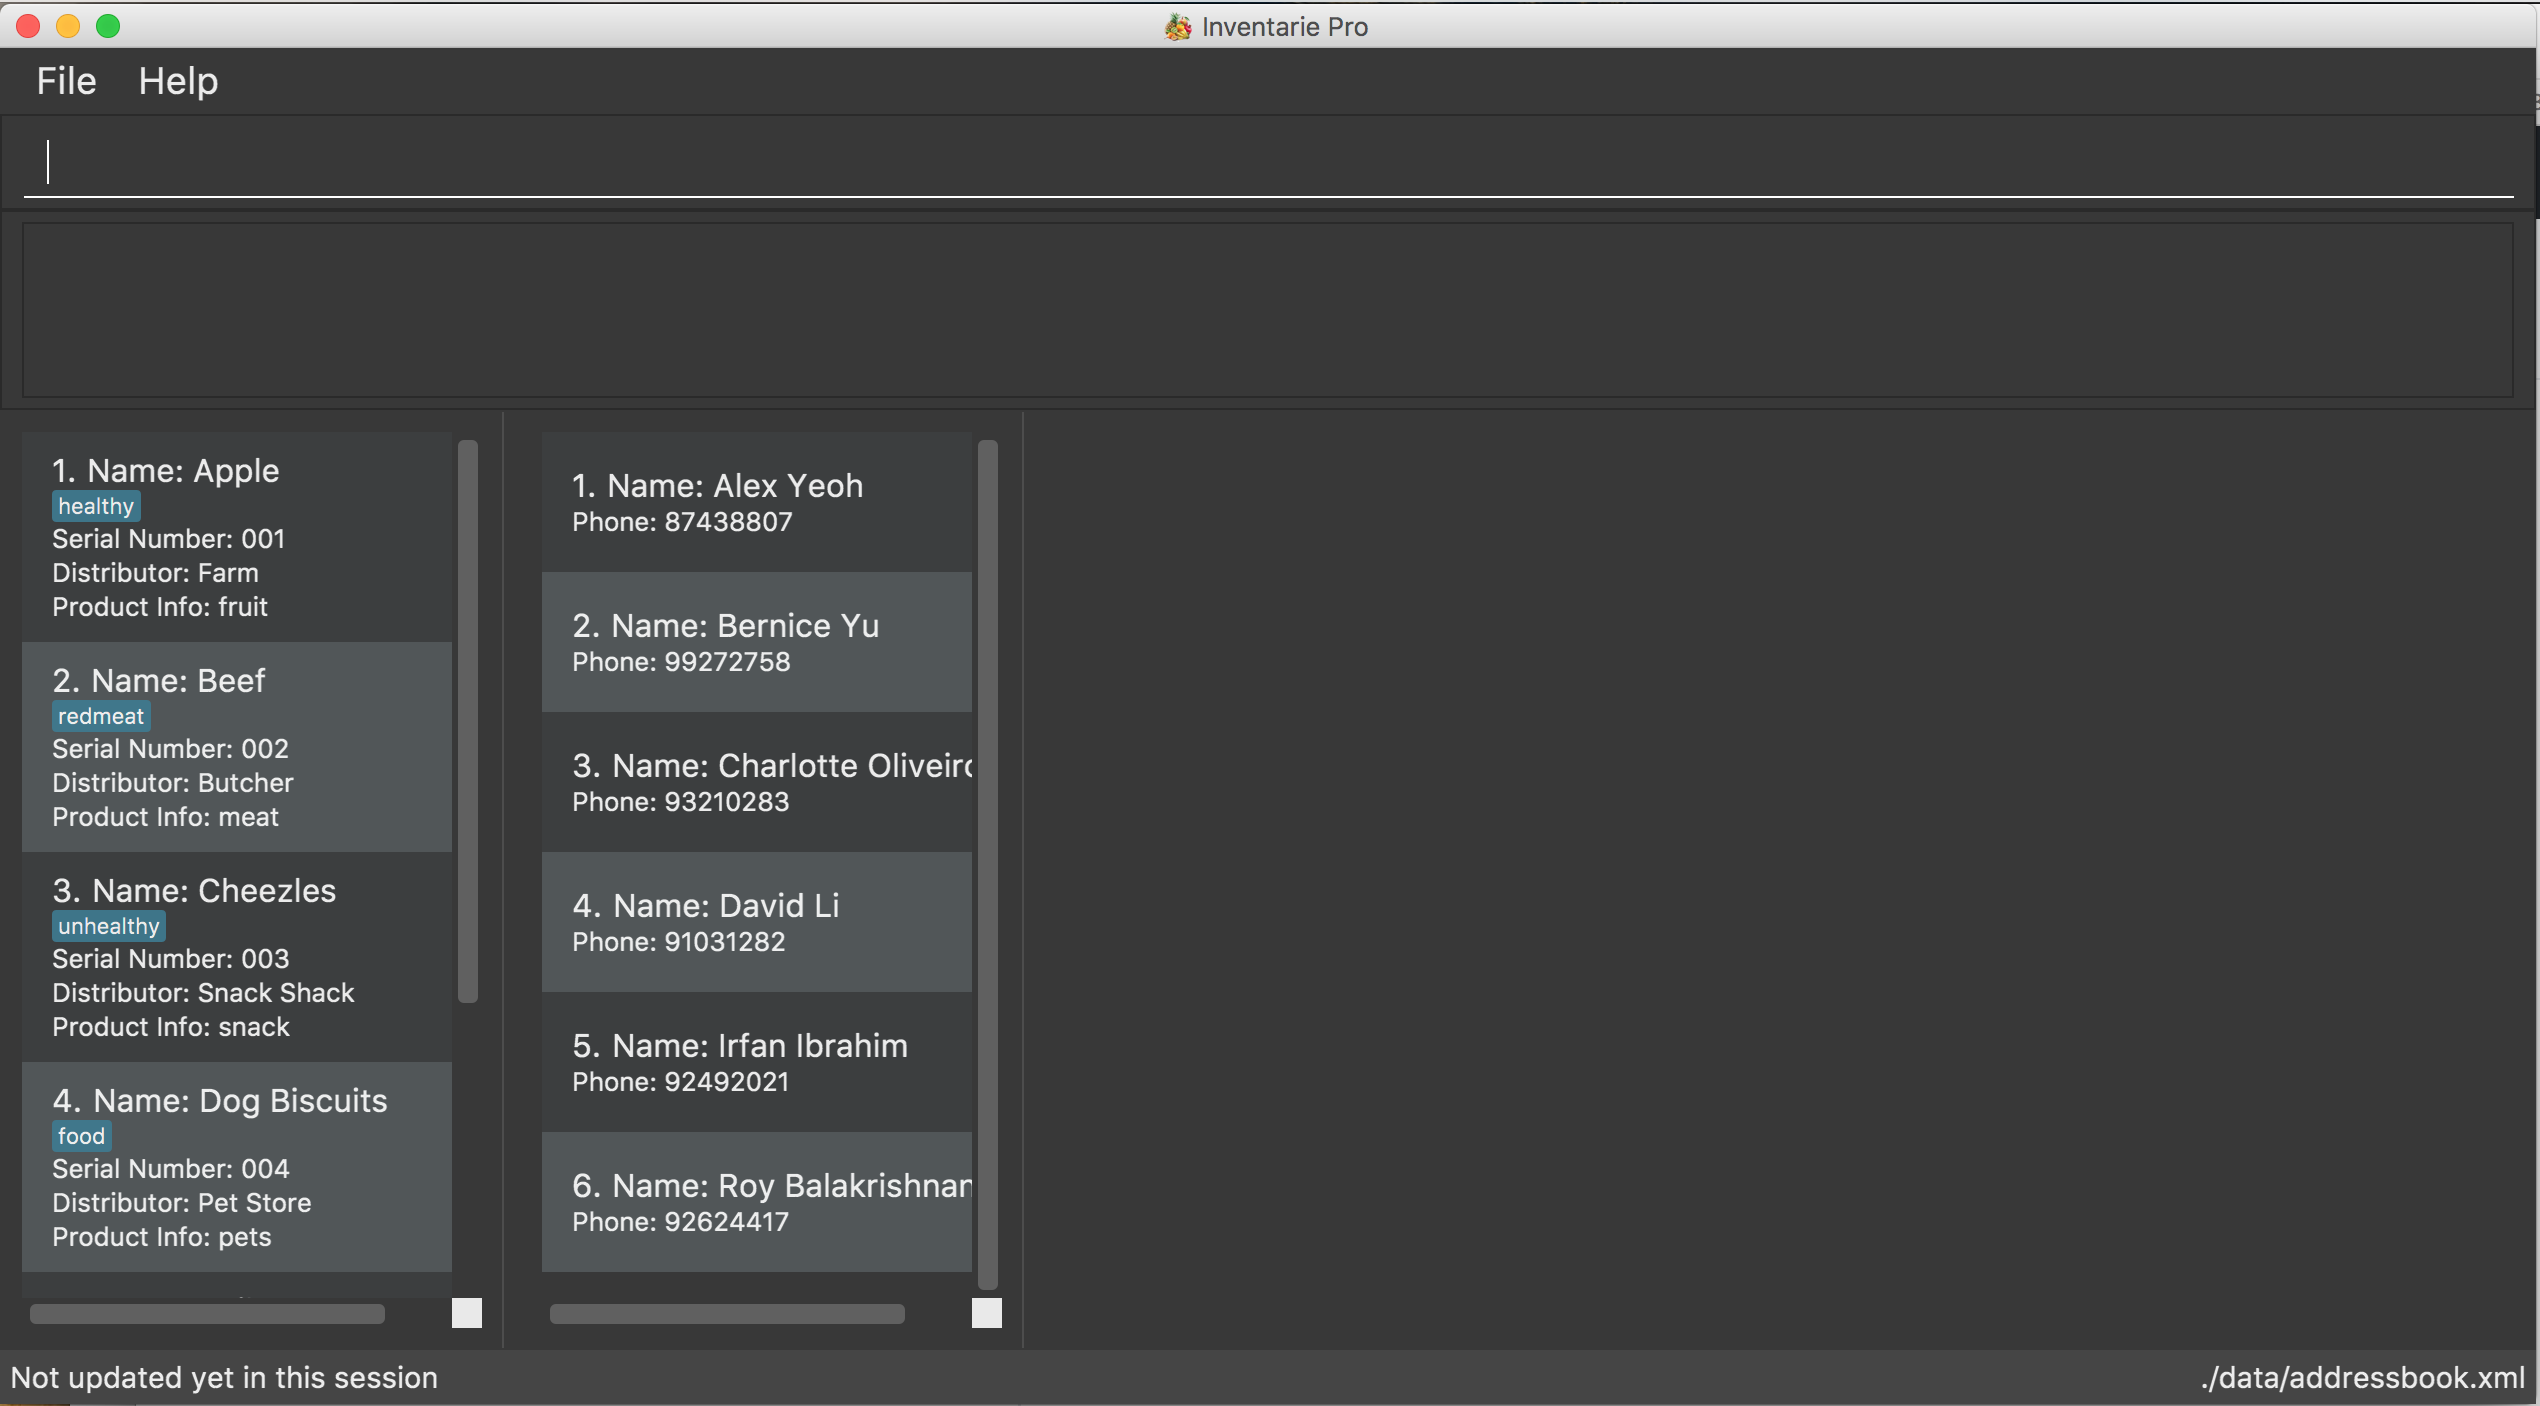 Inventarie Pro
File Help
1. Name: Apple
healthy
Serial Number: 001
Distributor: Farm
Product Info: fruit
2. Name: Beef
redmeat
Serial Number: 002
Distributor: Butcher
Product Info: meat
3. Name: Cheezles
unhealthy
Serial Number: 003
Distributor: Snack Shack
Product Info: snack
4. Name: Dog Biscuits
food
Serial Number: 004
Distributor: Pet Store
Product Info: pets
1. Name: Alex Yeoh
Phone: 87438807
2. Name: Bernice Yu
Phone: 99272758
3. Name: Charlotte Oliveiro
Phone: 93210283
4. Name: David Li
Phone: 91031282
5. Name: Irfan Ibrahim
Phone: 92492021
6. Name: Roy Balakrishnan
Phone: 92624417
Not updated yet in this session
./data/addressbook.xml